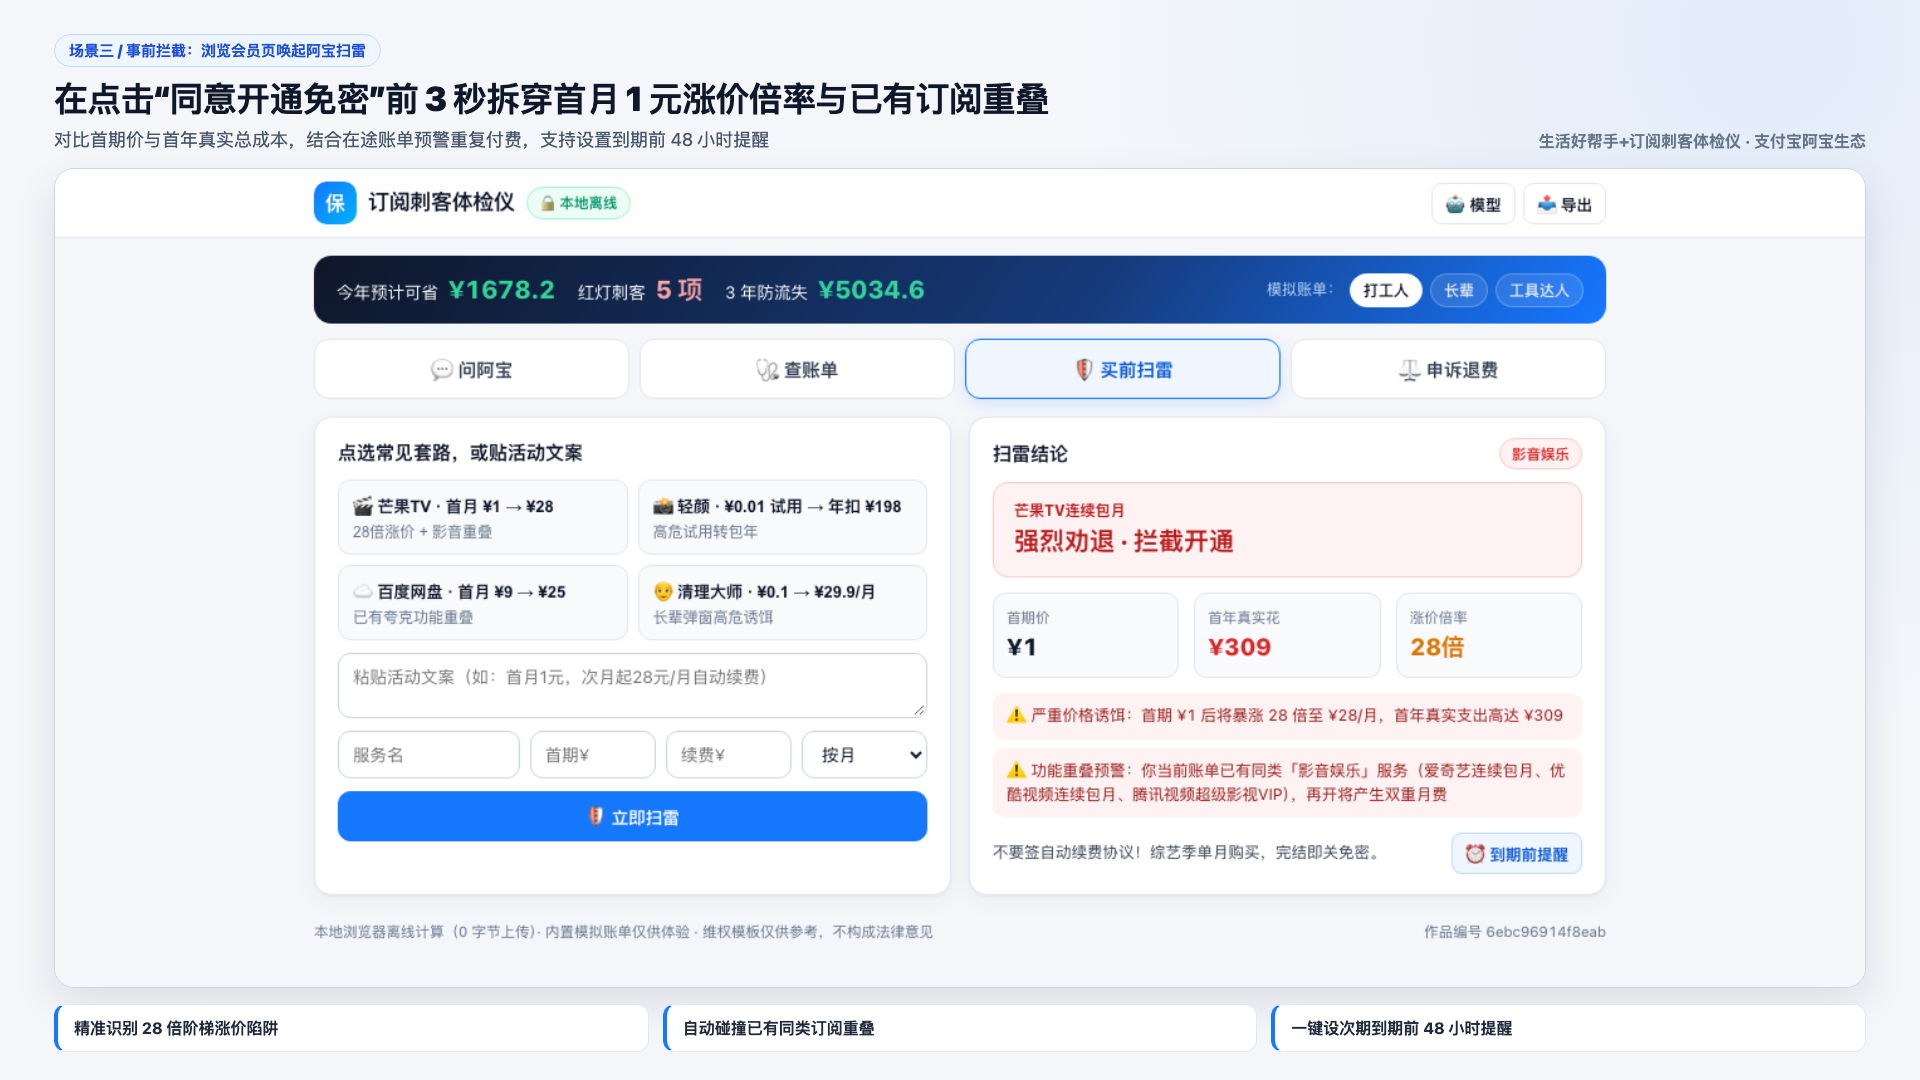 场景三 / 事前拦截：浏览会员页唤起阿宝扫雷
在点击“同意开通免密”前 3 秒拆穿首月 1 元涨价倍率与已有订阅重叠
对比首期价与首年真实总成本，结合在途账单预警重复付费，支持设置到期前 48 小时提醒
生活好帮手+订阅刺客体检仪 · 支付宝阿宝生态
保 订阅刺客体检仪 🔒 本地离线
🤖 模型
📤 导出
今年预计可省 ¥1678.2 红灯刺客 5 项 3 年防流失 ¥5034.6
模拟账单： 打工人 长辈 工具达人
💬 问阿宝
🩺 查账单
🛡️ 买前扫雷
⚖️ 申诉退费
点选常见套路，或贴活动文案
🎬 芒果TV · 首月 ¥1 → ¥28
28倍涨价 + 影音重叠
📸 轻颜 · ¥0.01 试用 → 年扣 ¥198
高危试用转包年
☁️ 百度网盘 · 首月 ¥9 → ¥25
已有夸克功能重叠
👴 清理大师 · ¥0.1 → ¥29.9/月
长辈弹窗高危诱饵
粘贴活动文案（如：首月1元，次月起28元/月自动续费）
服务名
首期¥
续费¥
按月
🛡️ 立即扫雷
扫雷结论
影音娱乐
芒果TV连续包月
强烈劝退 · 拦截开通
首期价
¥1
首年真实花
¥309
涨价倍率
28倍
⚠️ 严重价格诱饵：首期 ¥1 后将暴涨 28 倍至 ¥28/月，首年真实支出高达 ¥309
⚠️ 功能重叠预警：你当前账单已有同类「影音娱乐」服务（爱奇艺连续包月、优
酷视频连续包月、腾讯视频超级影视VIP），再开将产生双重月费
不要签自动续费协议！综艺季单月购买，完结即关免密。
⏰ 到期前提醒
本地浏览器离线计算（0 字节上传）· 内置模拟账单仅供体验 · 维权模板仅供参考，不构成法律意见
作品编号 6ebc96914f8eab
精准识别 28 倍阶梯涨价陷阱
自动碰撞已有同类订阅重叠
一键设次期到期前 48 小时提醒